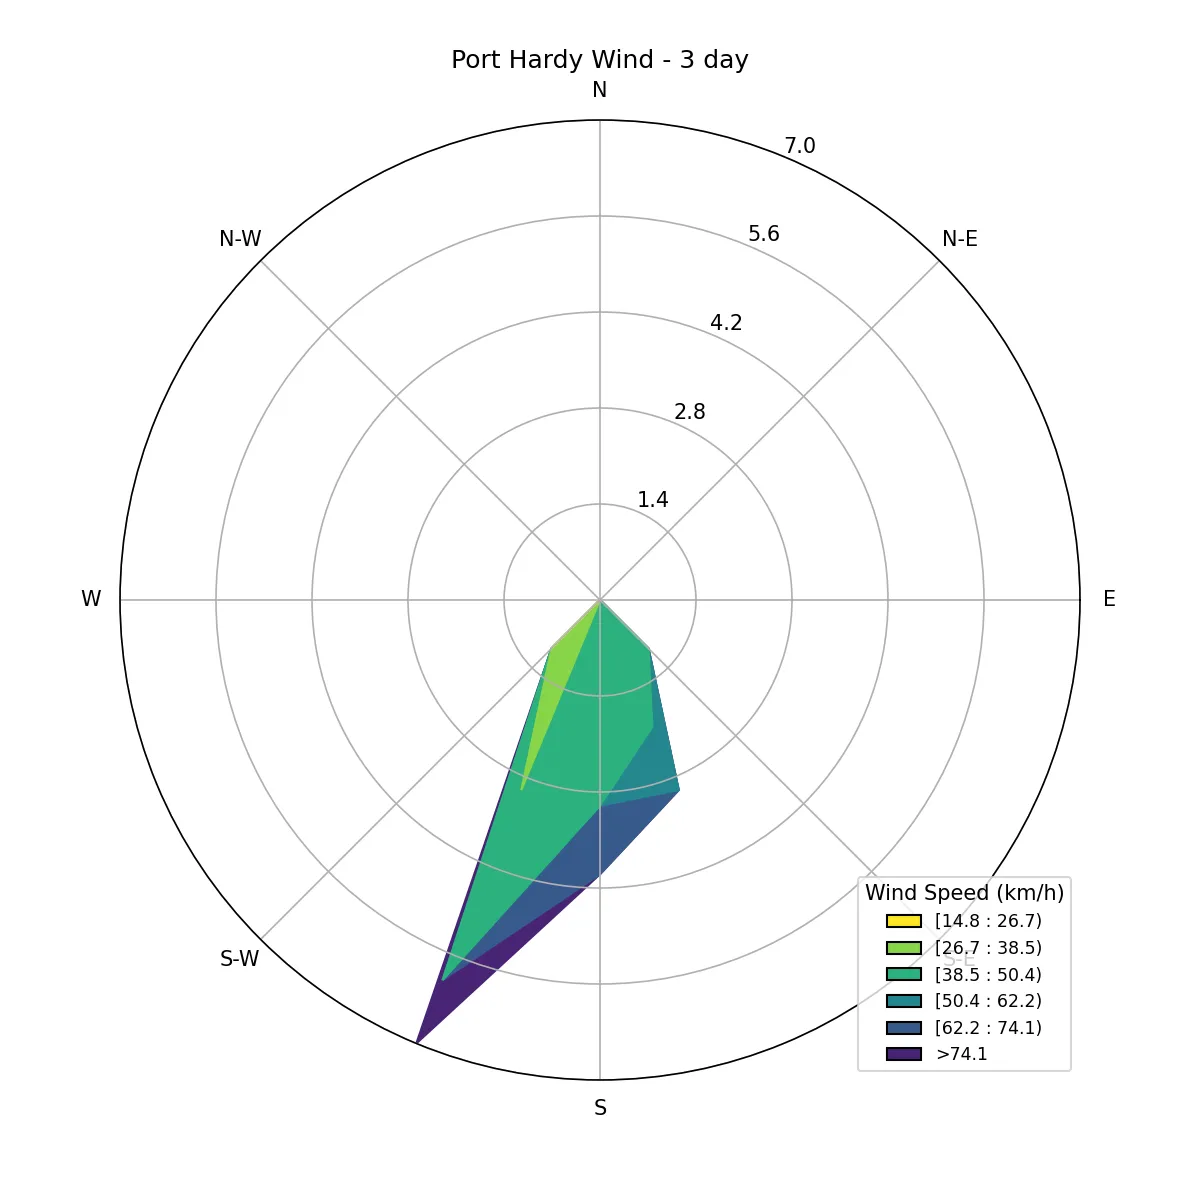 Port Hardy Wind - 3 day
N
7.0
N-W
N-E
5.6
4.2
2.8
1.4
W
E
Wind Speed (km/h)
[14.8 : 26.7)
[26.7 : 38.5)
S-W
S-E
[38.5 : 50.4)
[50.4 : 62.2)
[62.2 : 74.1)
>74.1
S